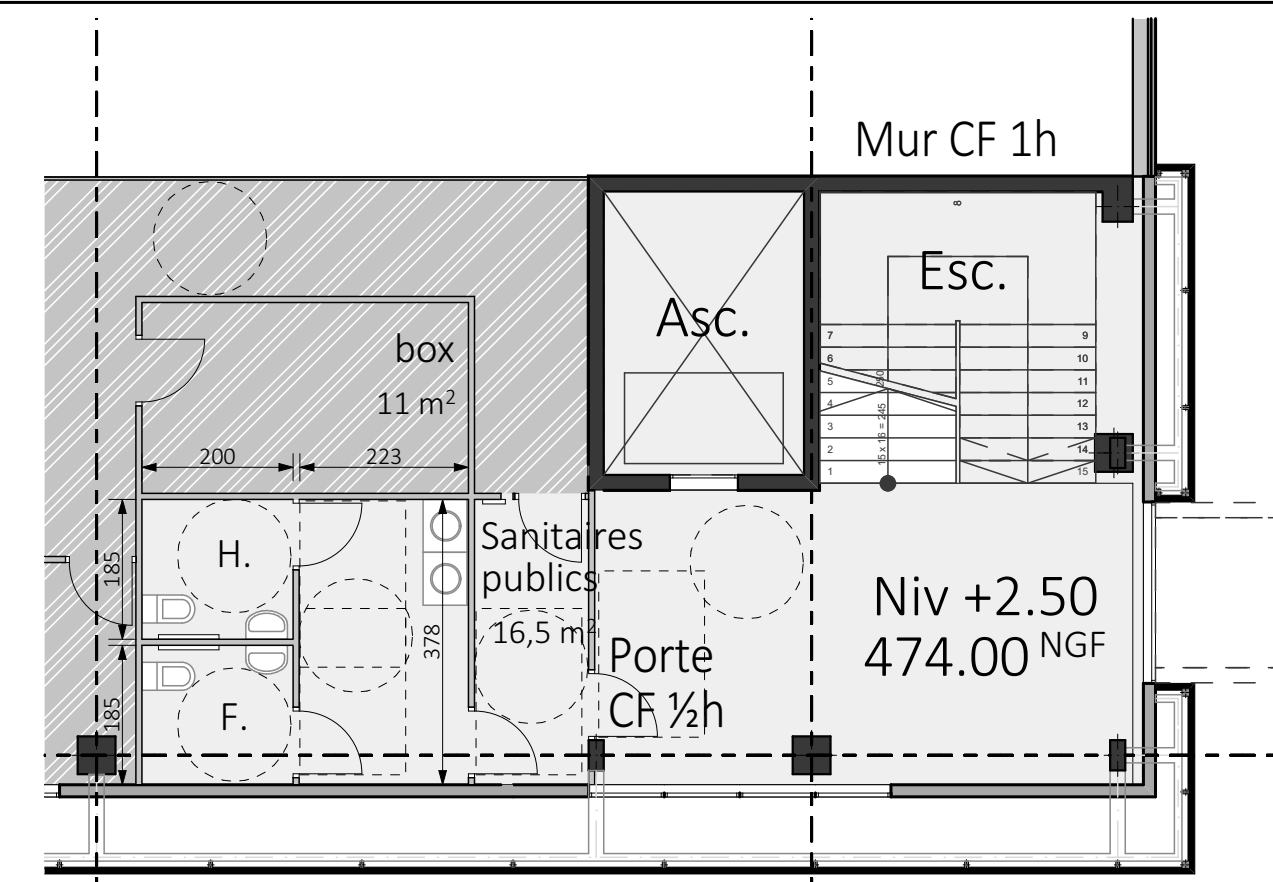 Mur CF 1h
8
Esc.
Asc.
box
11 m²
7
6
5
4
3
2
1
9
10
11
12
13
14
15
200
223
H.
185
Sanitaires
publics
16,5 m²
378
F.
185
Porte
CF ½h
Niv +2.50
474.00 NGF